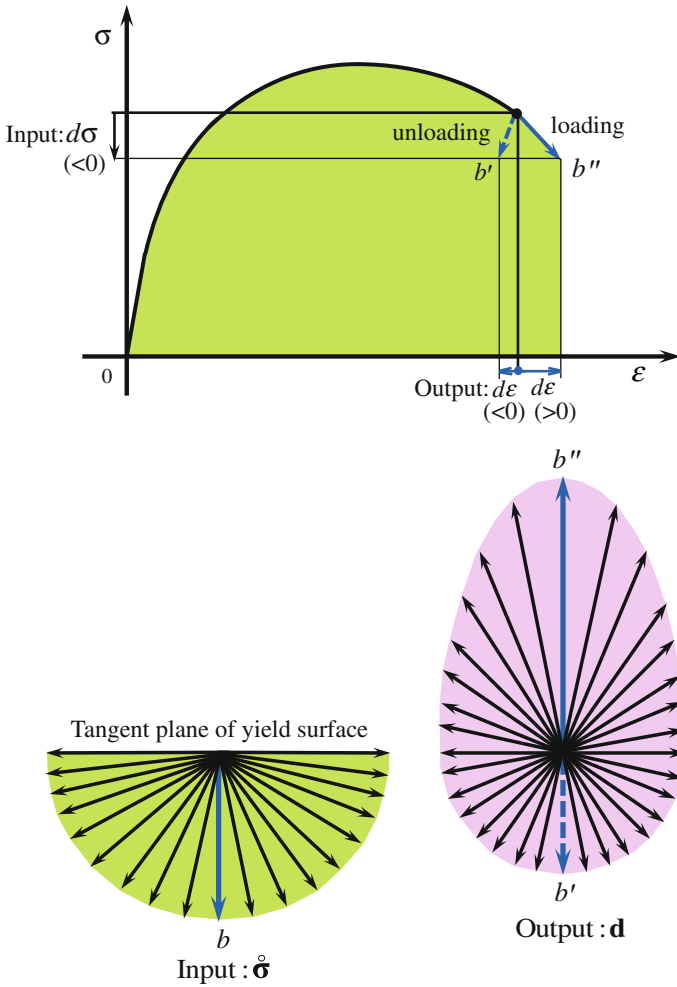 σ
Input: dσ
(<0)
unloading
loading
b′
b″
0
ε
Output: dε dε
(<0) (>0)
b″
Tangent plane of yield surface
b
Input : σ̊
b′
Output : d